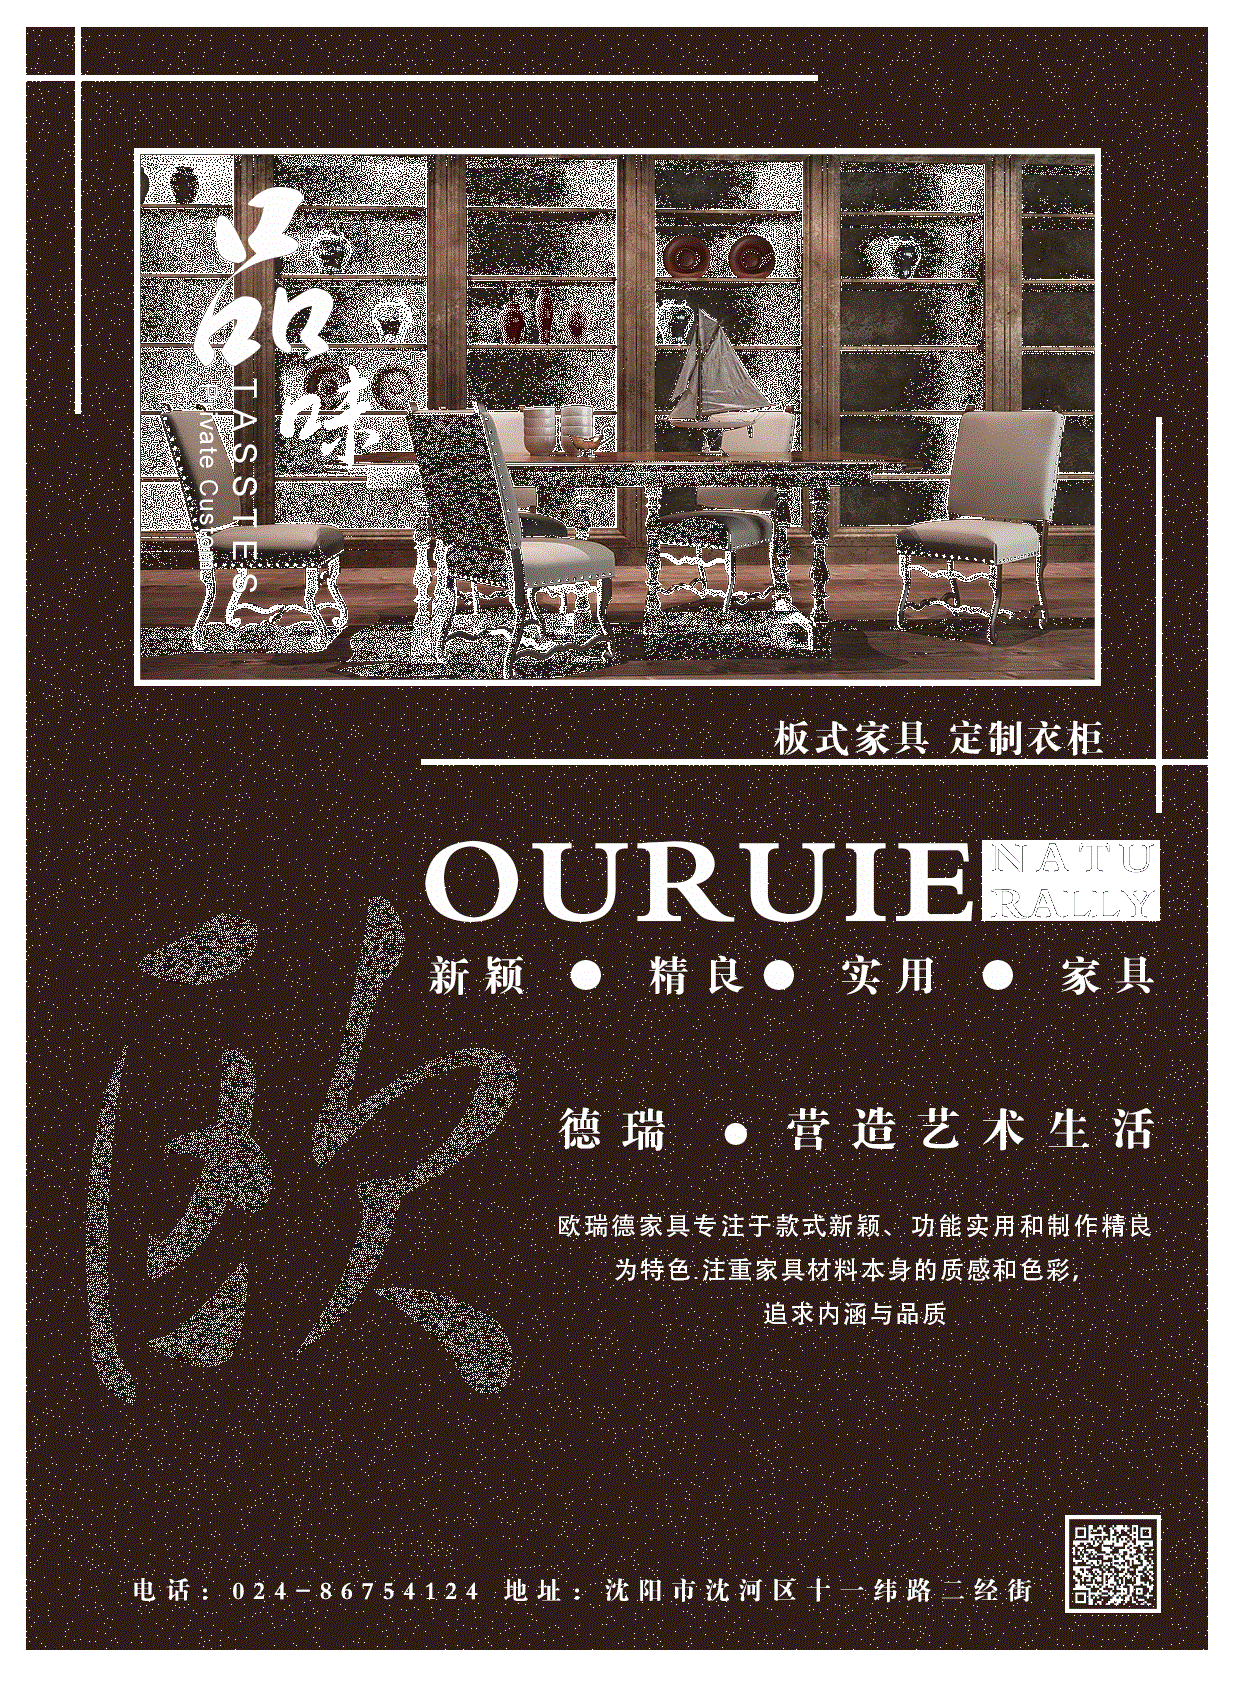 品味
TASSTES
Private Custom
板式家具 定制衣柜
OURUIE
NATU
RALLY
新颖 ● 精良 ● 实用 ● 家具
欧
德瑞 ● 营造艺术生活
欧瑞德家具专注于款式新颖、功能实用和制作精良
为特色.注重家具材料本身的质感和色彩,
追求内涵与品质
电话：024-86754124 地址：沈阳市沈河区十一纬路二经街